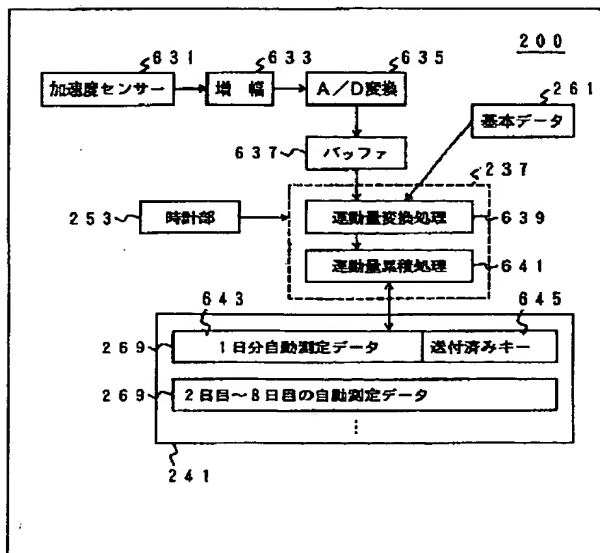 200
631 633 635
加速度センサー 増幅 A/D変換
261
基本データ
637 バッファ
237
253 時計部 運動量変換処理 639
運動量累積処理 641
643 645
269 1日分自動測定データ 送付済みキー
269 2日目~8日目の自動測定データ
⋮
241